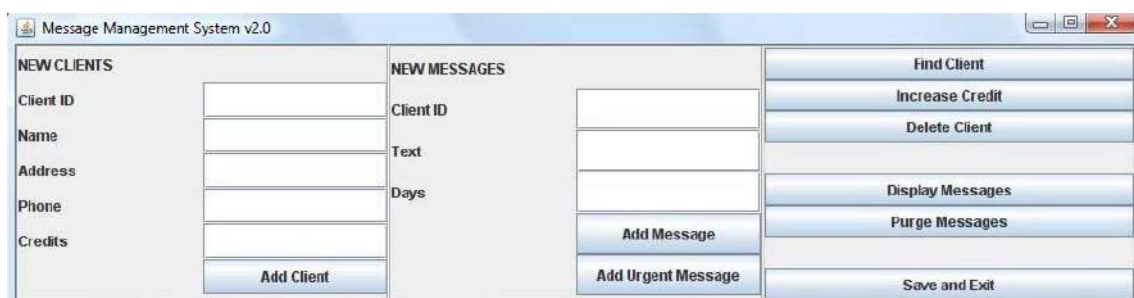 Message Management System v2.0
NEW CLIENTS
Client ID
Name
Address
Phone
Credits
Add Client
NEW MESSAGES
Client ID
Text
Days
Add Message
Add Urgent Message
Find Client
Increase Credit
Delete Client
Display Messages
Purge Messages
Save and Exit